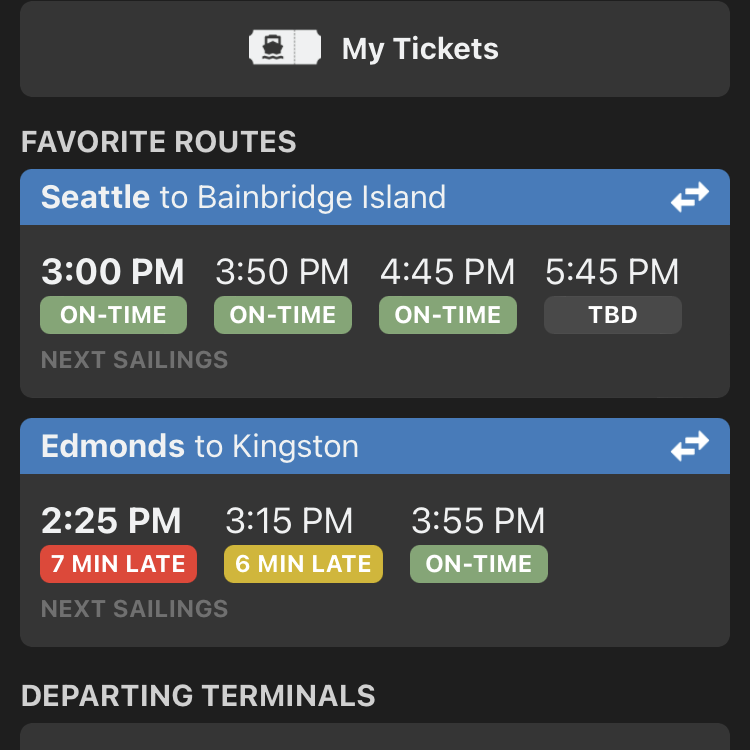 My Tickets
FAVORITE ROUTES
Seattle to Bainbridge Island
3:00 PM 3:50 PM 4:45 PM 5:45 PM
ON-TIME ON-TIME ON-TIME TBD
NEXT SAILINGS
Edmonds to Kingston
2:25 PM 3:15 PM 3:55 PM
7 MIN LATE 6 MIN LATE ON-TIME
NEXT SAILINGS
DEPARTING TERMINALS